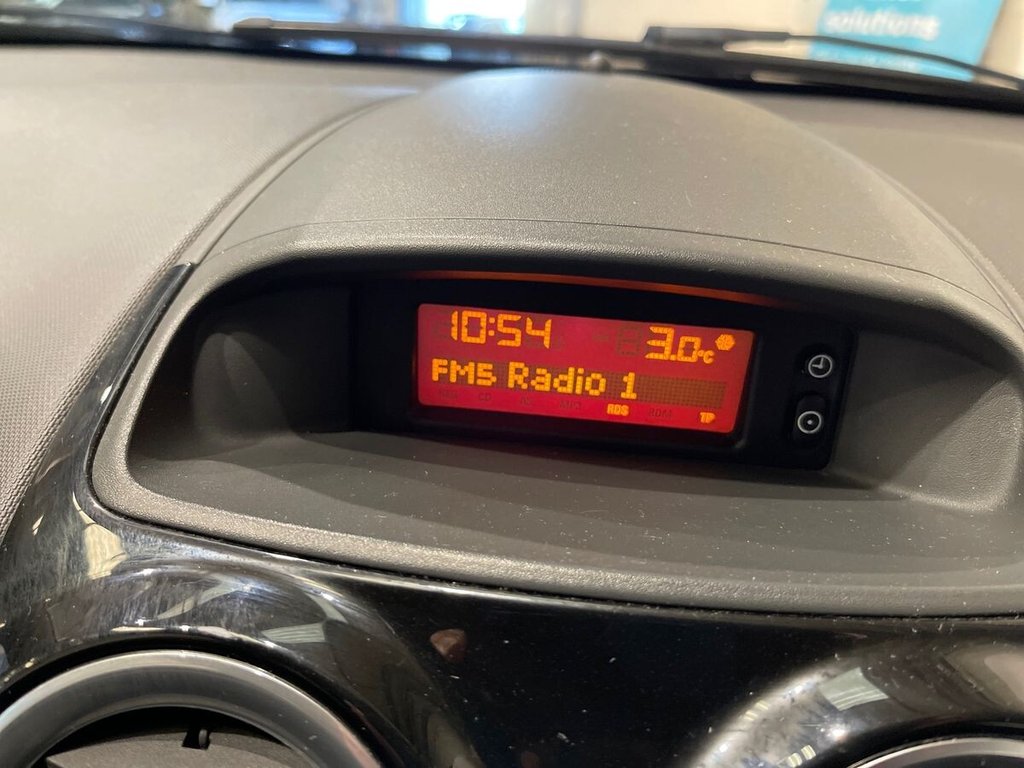 solutions
10:54 3.0°C
FM5 Radio 1
RDS TP